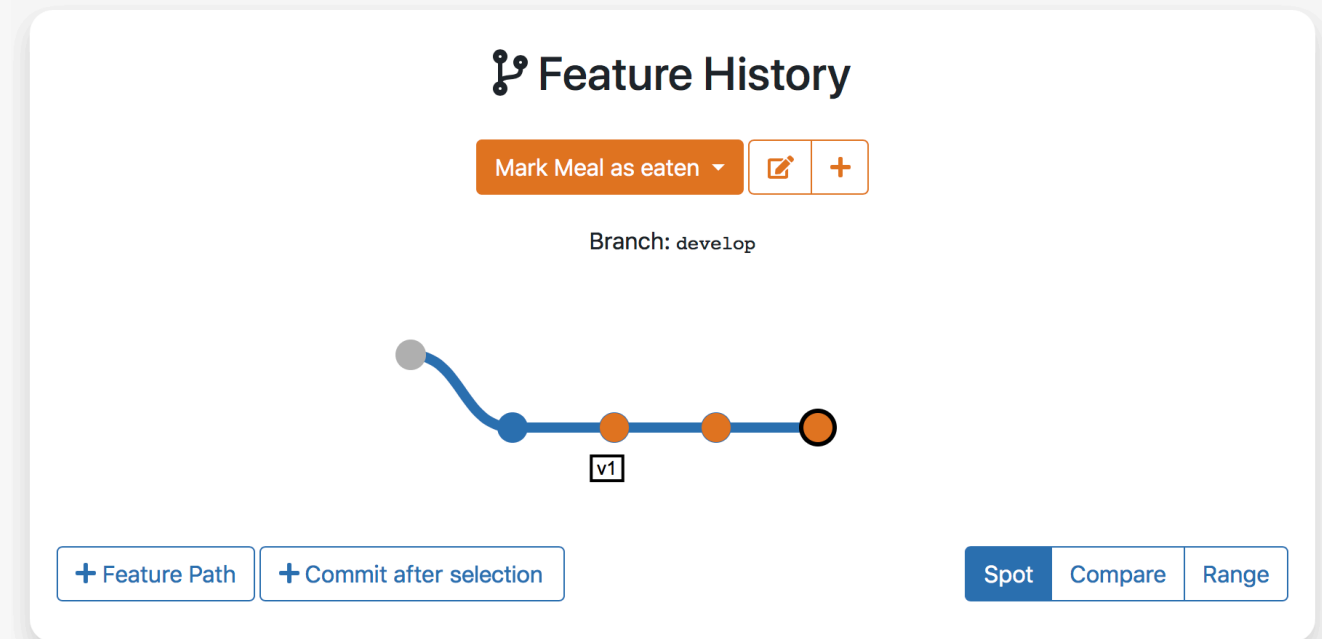 Feature History
Mark Meal as eaten
Branch: develop
v1
Feature Path
Commit after selection
Spot
Compare
Range